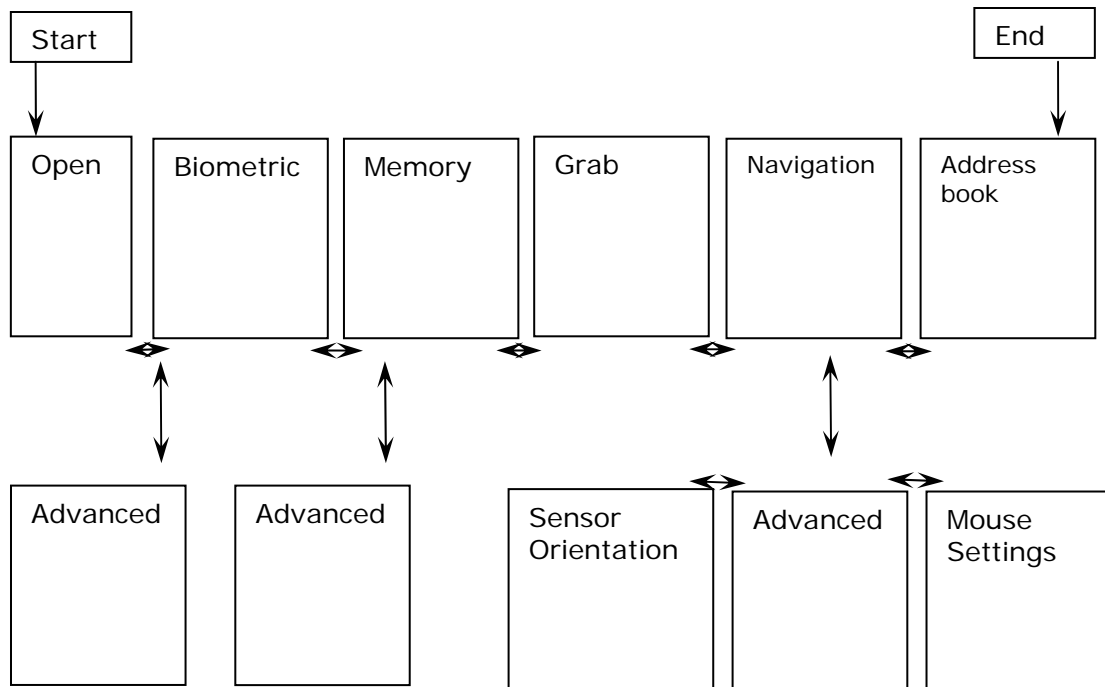 Start
End
Open
Biometric
Memory
Grab
Navigation
Address
book
Advanced
Advanced
Sensor
Orientation
Advanced
Mouse
Settings